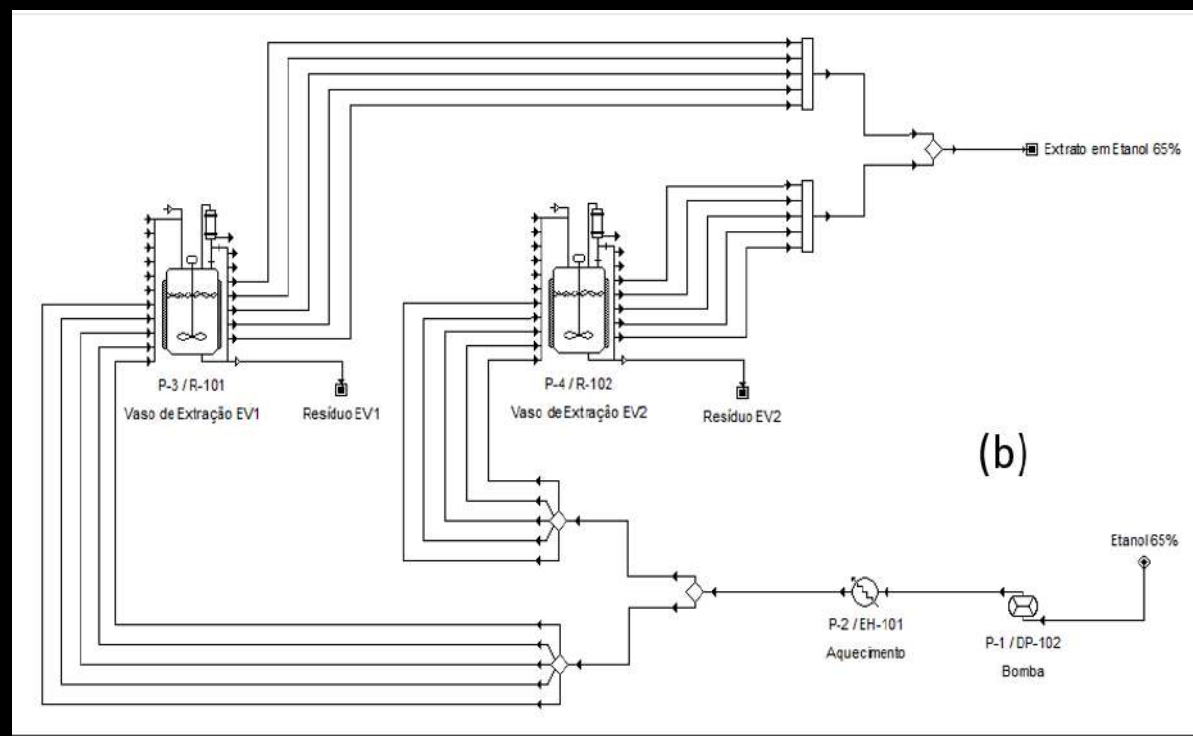 Extrato em Etanol 65%
P-3 / R-101
Vaso de Extração EV1
Resíduo EV1
P-4 / R-102
Vaso de Extração EV2
Resíduo EV2
(b)
Etanol 65%
P-2 / EH-101
Aquecimento
P-1 / DP-102
Bomba